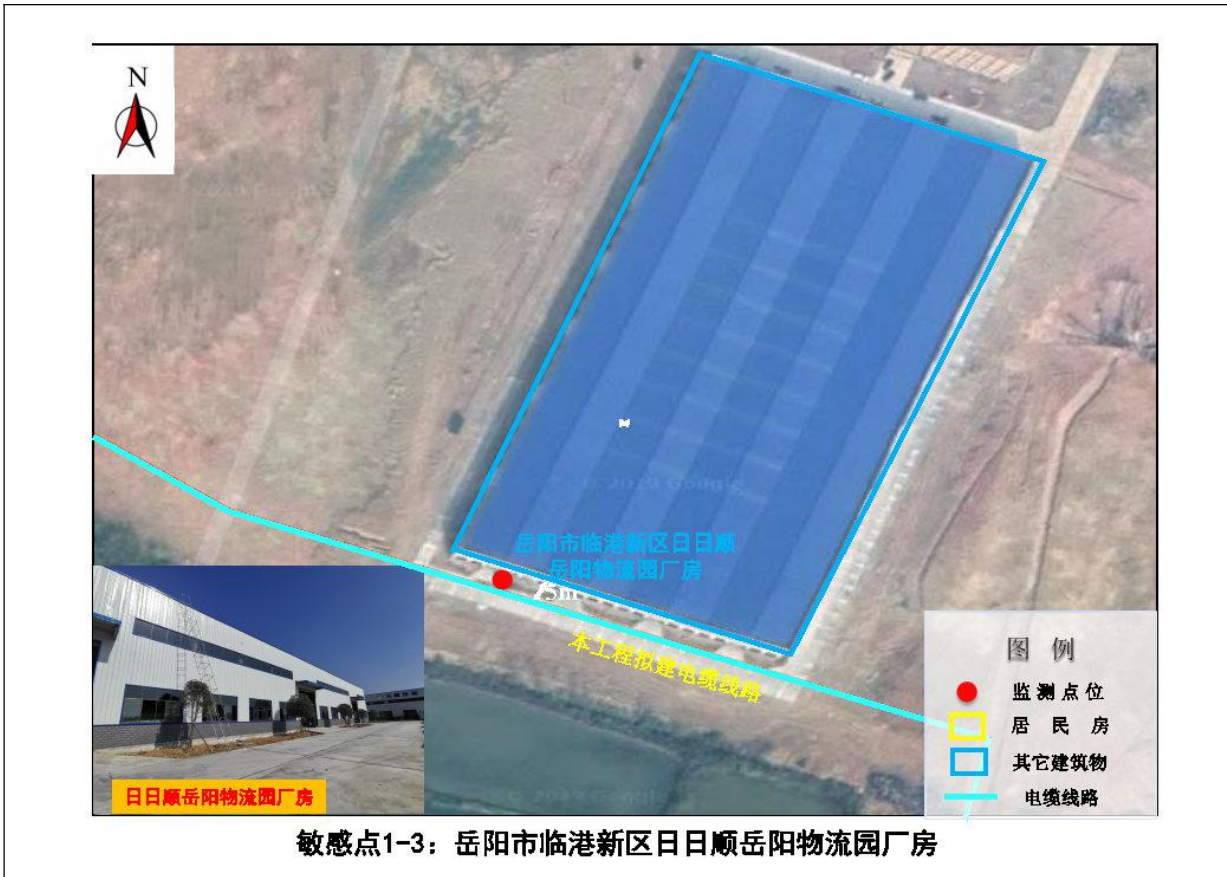 N
岳阳市临港新区日日顺
岳阳物流园厂房
5m
本工程拟建电缆线路
图 例
监 测 点 位
居 民 房
其它建筑物
电缆线路
日日顺岳阳物流园厂房
敏感点1-3：岳阳市临港新区日日顺岳阳物流园厂房